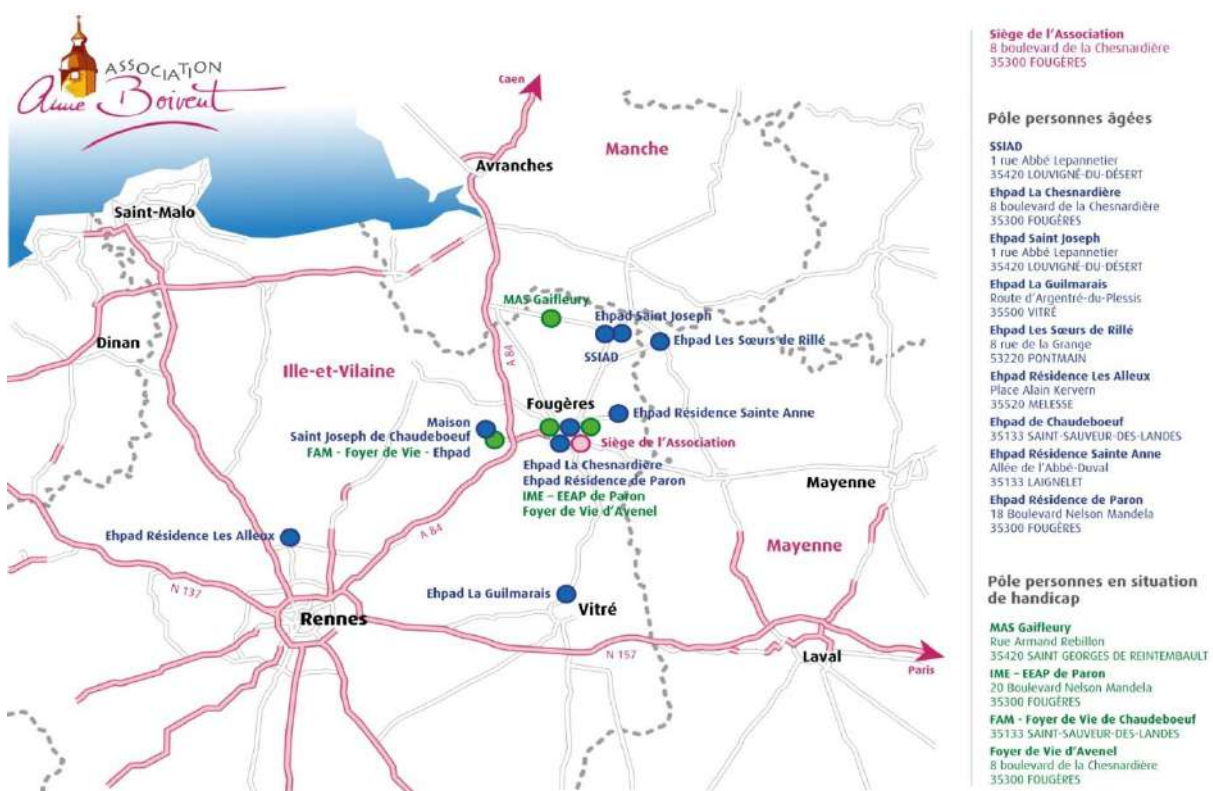 ASSOCIATION
Anne Boivent
Caen
Manche
Avranches
Saint-Malo
MAS Gaifleury
Ehpad Saint Joseph
Ehpad Les Sœurs de Rillé
SSIAD
Dinan
A 84
Ille-et-Vilaine
Fougères
Ehpad Résidence Sainte Anne
Maison
Saint Joseph de Chaudeboeuf
FAM - Foyer de Vie - Ehpad
Siège de l'Association
Ehpad La Chesnardière
Ehpad Résidence de Paron
IME – EEAP de Paron
Foyer de Vie d'Avenel
Mayenne
Ehpad Résidence Les Alleux
A 84
Mayenne
N 137
Ehpad La Guilmarais
Vitré
Rennes
N 157
Laval
Paris
Siège de l'Association
8 boulevard de la Chesnardière
35300 FOUGÈRES
Pôle personnes âgées
SSIAD
1 rue Abbé Lepannetier
35420 LOUVIGNÉ-DU-DÉSERT
Ehpad La Chesnardière
8 boulevard de la Chesnardière
35300 FOUGÈRES
Ehpad Saint Joseph
1 rue Abbé Lepannetier
35420 LOUVIGNÉ-DU-DÉSERT
Ehpad La Guilmarais
Route d'Argentré-du-Plessis
35500 VITRÉ
Ehpad Les Sœurs de Rillé
8 rue de la Grange
53220 PONTMAIN
Ehpad Résidence Les Alleux
Place Alain Kervern
35520 MELESSE
Ehpad de Chaudeboeuf
35133 SAINT-SAUVEUR-DES-LANDES
Ehpad Résidence Sainte Anne
Allée de l'Abbé-Duval
35133 LAIGNELET
Ehpad Résidence de Paron
18 Boulevard Nelson Mandela
35300 FOUGÈRES
Pôle personnes en situation
de handicap
MAS Gaifleury
Rue Armand Rebillon
35420 SAINT GEORGES DE REINTEMBAULT
IME – EEAP de Paron
20 Boulevard Nelson Mandela
35300 FOUGÈRES
FAM - Foyer de Vie de Chaudeboeuf
35133 SAINT-SAUVEUR-DES-LANDES
Foyer de Vie d'Avenel
8 boulevard de la Chesnardière
35300 FOUGÈRES